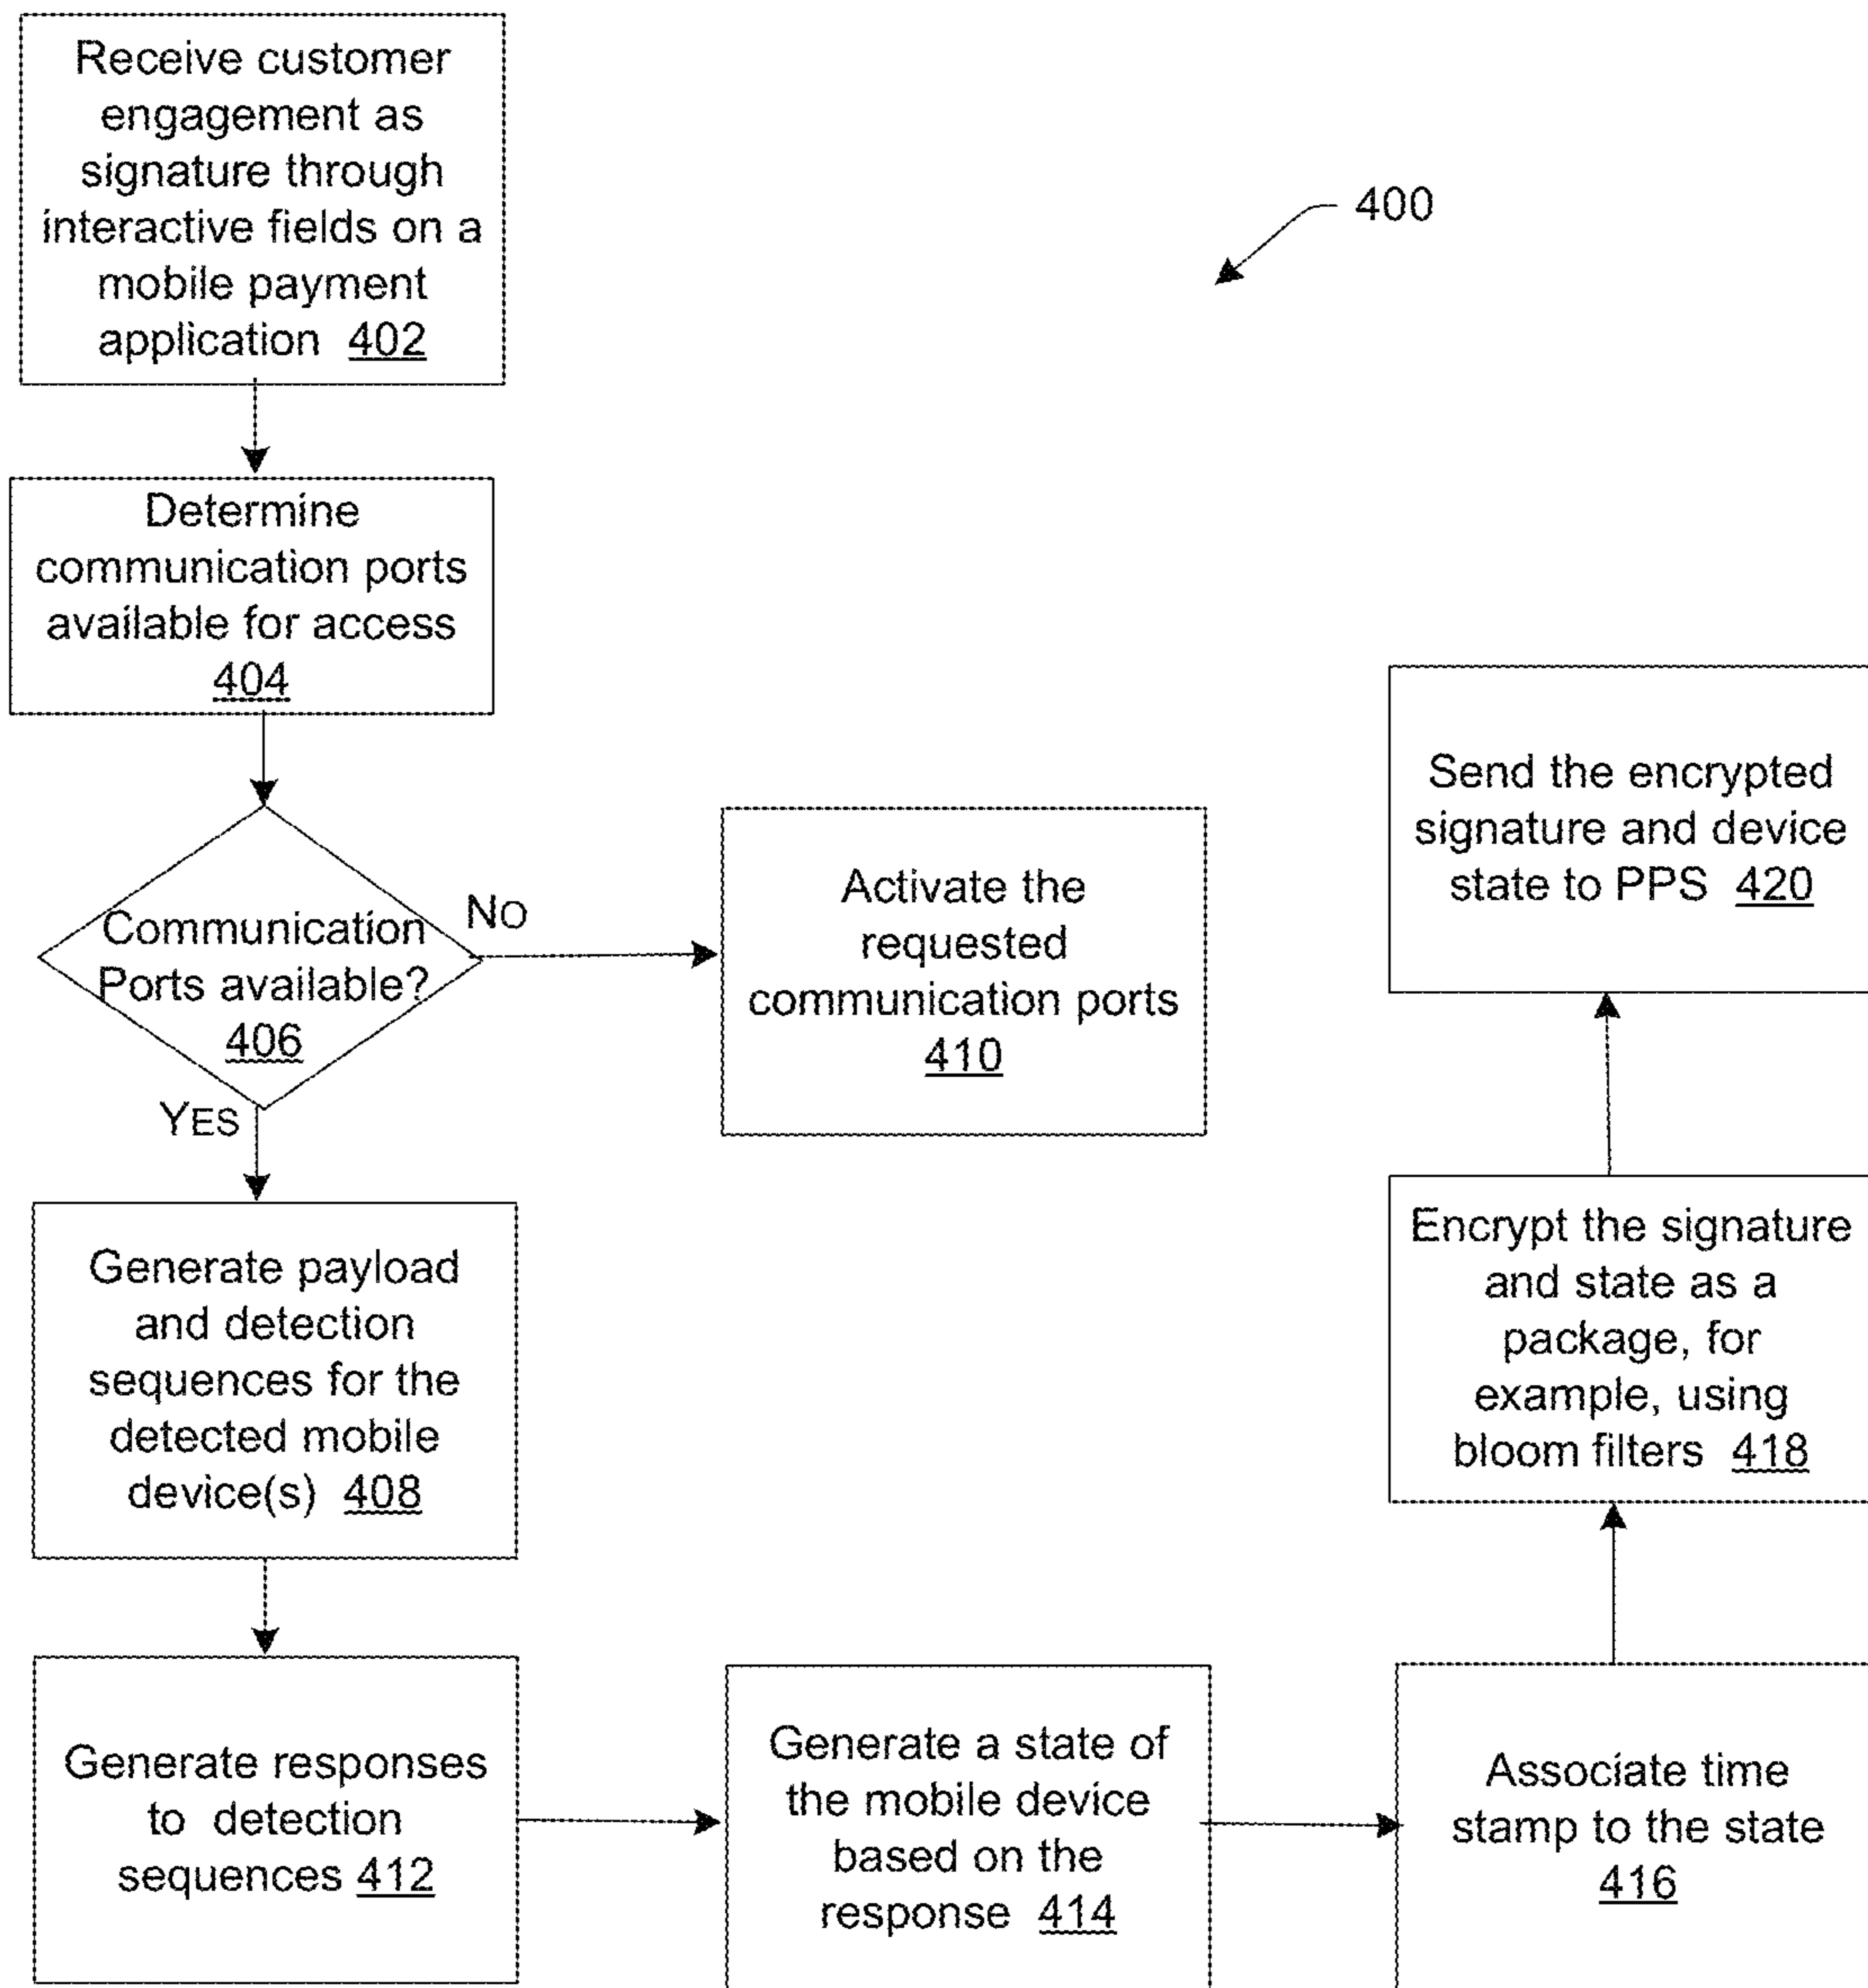 Receive customer
engagement as
signature through
interactive fields on a
mobile payment
application 402
400
Determine
communication ports
available for access
404
Communication
Ports available?
406
NO
YES
Activate the
requested
communication ports
410
Generate payload
and detection
sequences for the
detected mobile
device(s) 408
Generate responses
to detection
sequences 412
Generate a state of
the mobile device
based on the
response 414
Associate time
stamp to the state
416
Encrypt the signature
and state as a
package, for
example, using
bloom filters 418
Send the encrypted
signature and device
state to PPS 420